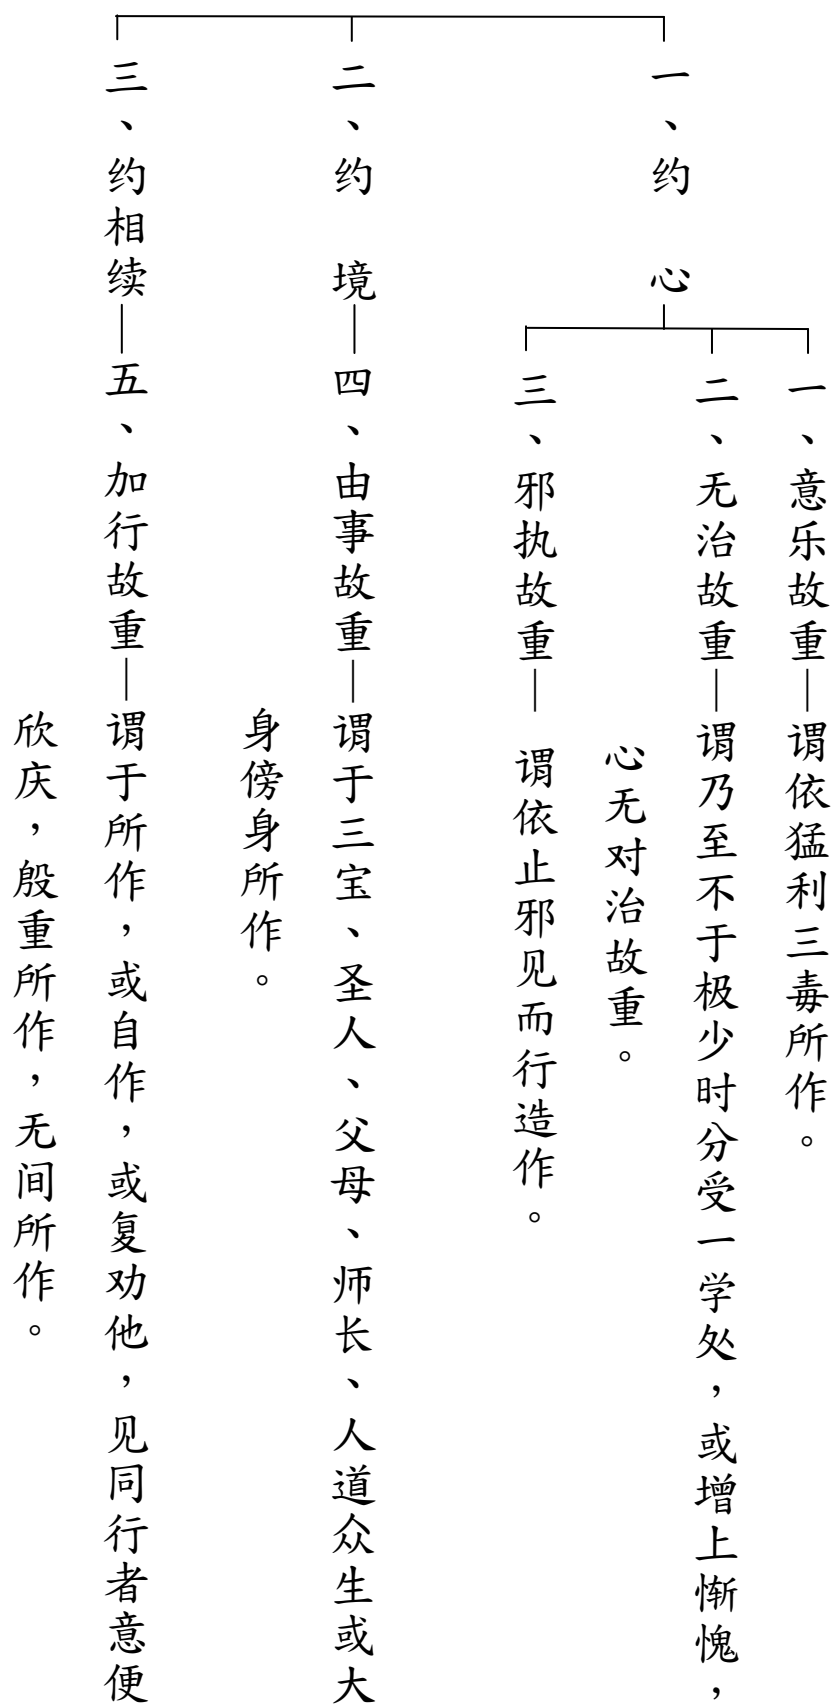 一、约　心
一、意乐故重—谓依猛利三毒所作。
二、无治故重—谓乃至不于极少时分受一学处，或增上惭愧，
心无对治故重。
三、邪执故重—谓依止邪见而行造作。
二、约　境—四、由事故重—谓于三宝、圣人、父母、师长、人道众生或大
身傍身所作。
三、约相续—五、加行故重—谓于所作，或自作，或复劝他，见同行者意便
欣庆，殷重所作，无间所作。